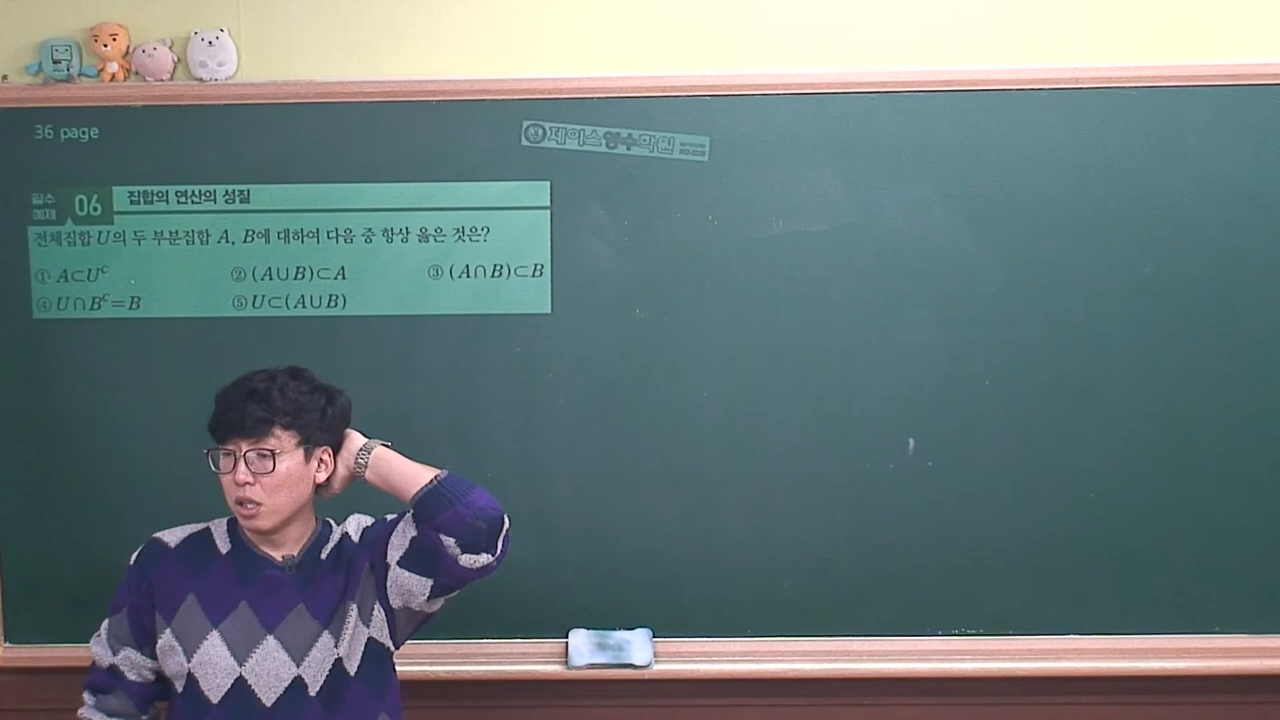 36 page
제이스영수학원
필수
예제
06
집합의 연산의 성질
전체집합 U의 두 부분집합 A, B에 대하여 다음 중 항상 옳은 것은?
① A⊂Uᶜ ② (A∪B)⊂A ③ (A∩B)⊂B
④ U∩Bᶜ=B ⑤ U⊂(A∪B)